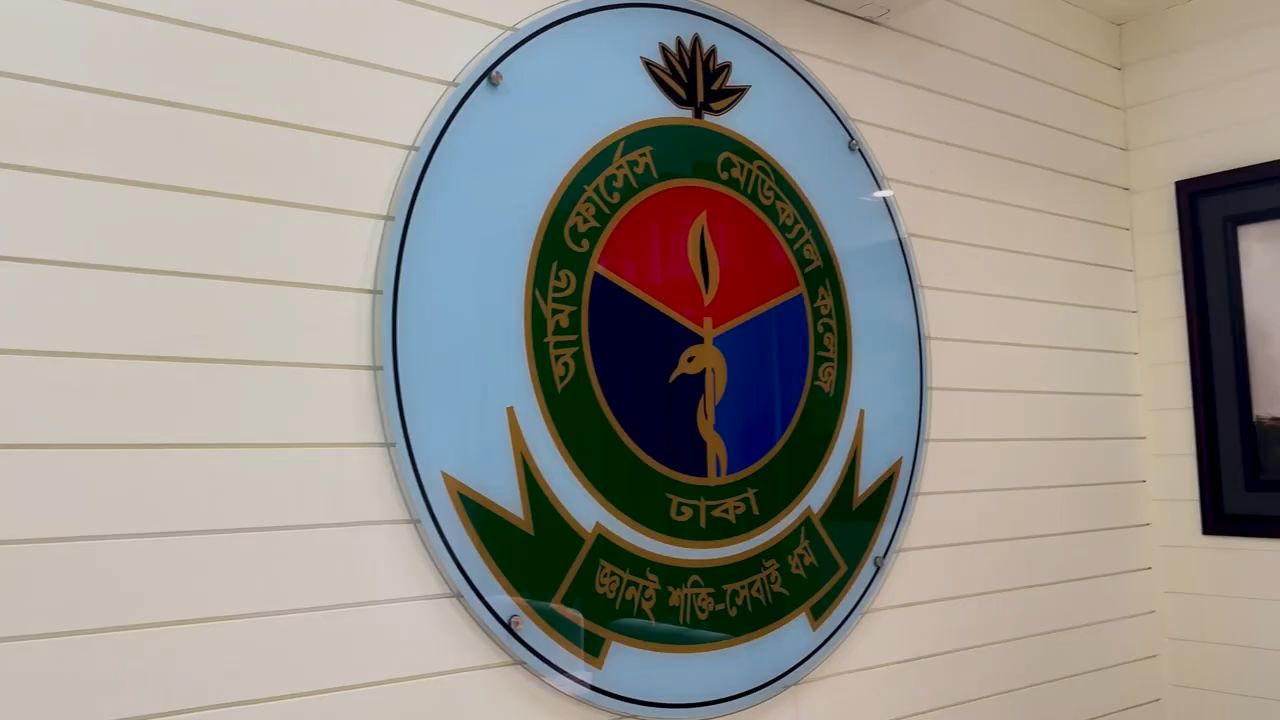 আর্মড ফোর্সেস মেডিক্যাল কলেজ
ঢাকা
জ্ঞানই শক্তি-সেবাই ধর্ম